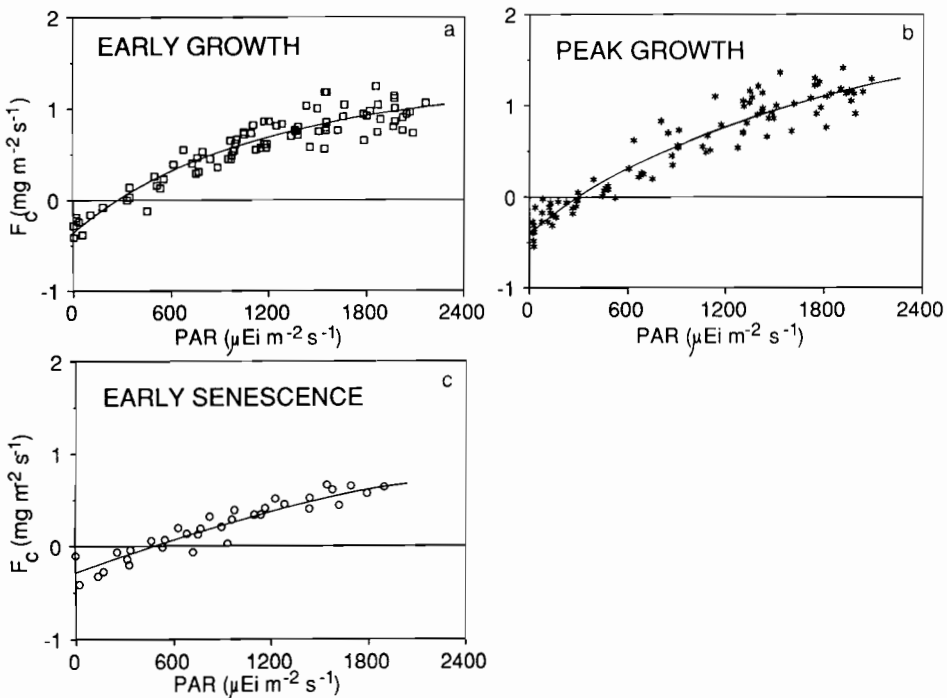 EARLY GROWTH
a
2
1
0
-1
F_c (mg m-2 s-1)
0 600 1200 1800 2400
PAR (µEi m-2 s-1)
PEAK GROWTH
b
2
1
0
-1
0 600 1200 1800 2400
PAR (µEi m-2 s-1)
EARLY SENESCENCE
c
2
1
0
-1
F_c (mg m-2 s-1)
0 600 1200 1800 2400
PAR (µEi m-2 s-1)